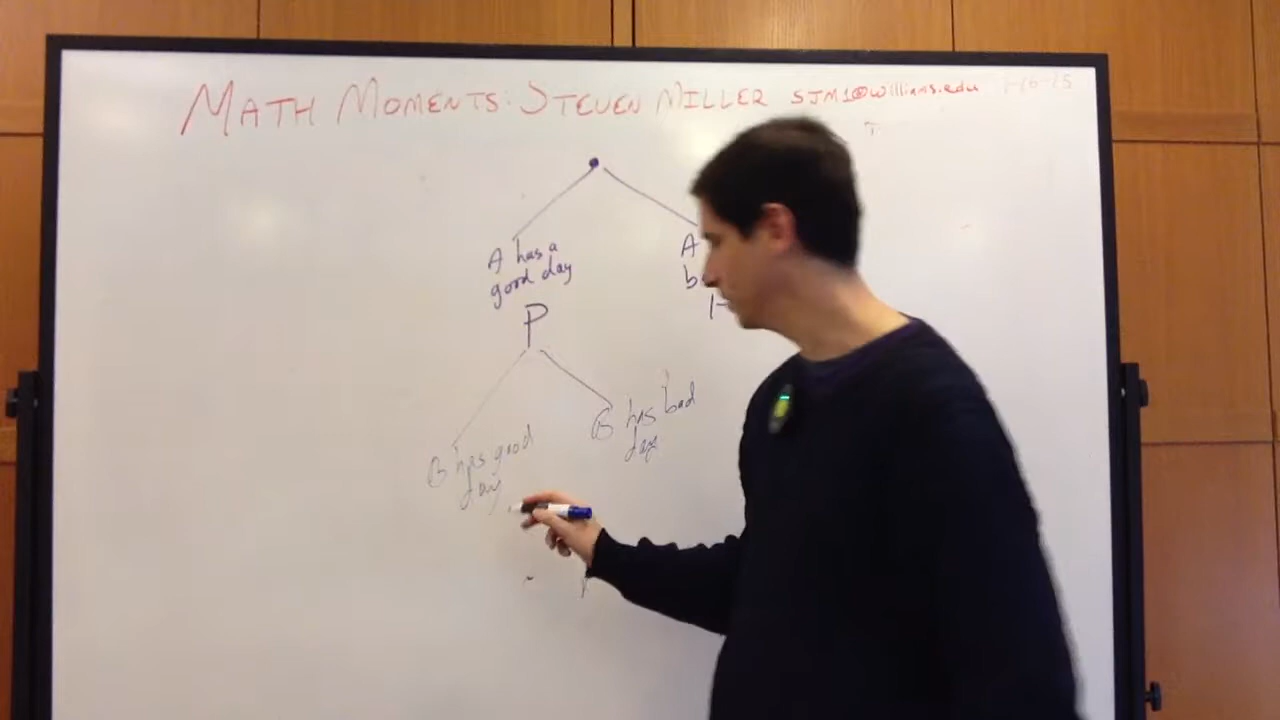 MATH MOMENTS: STEVEN MILLER SJM1@williams.edu
A has a
good day
P
A
B has good
day
B has bad
day